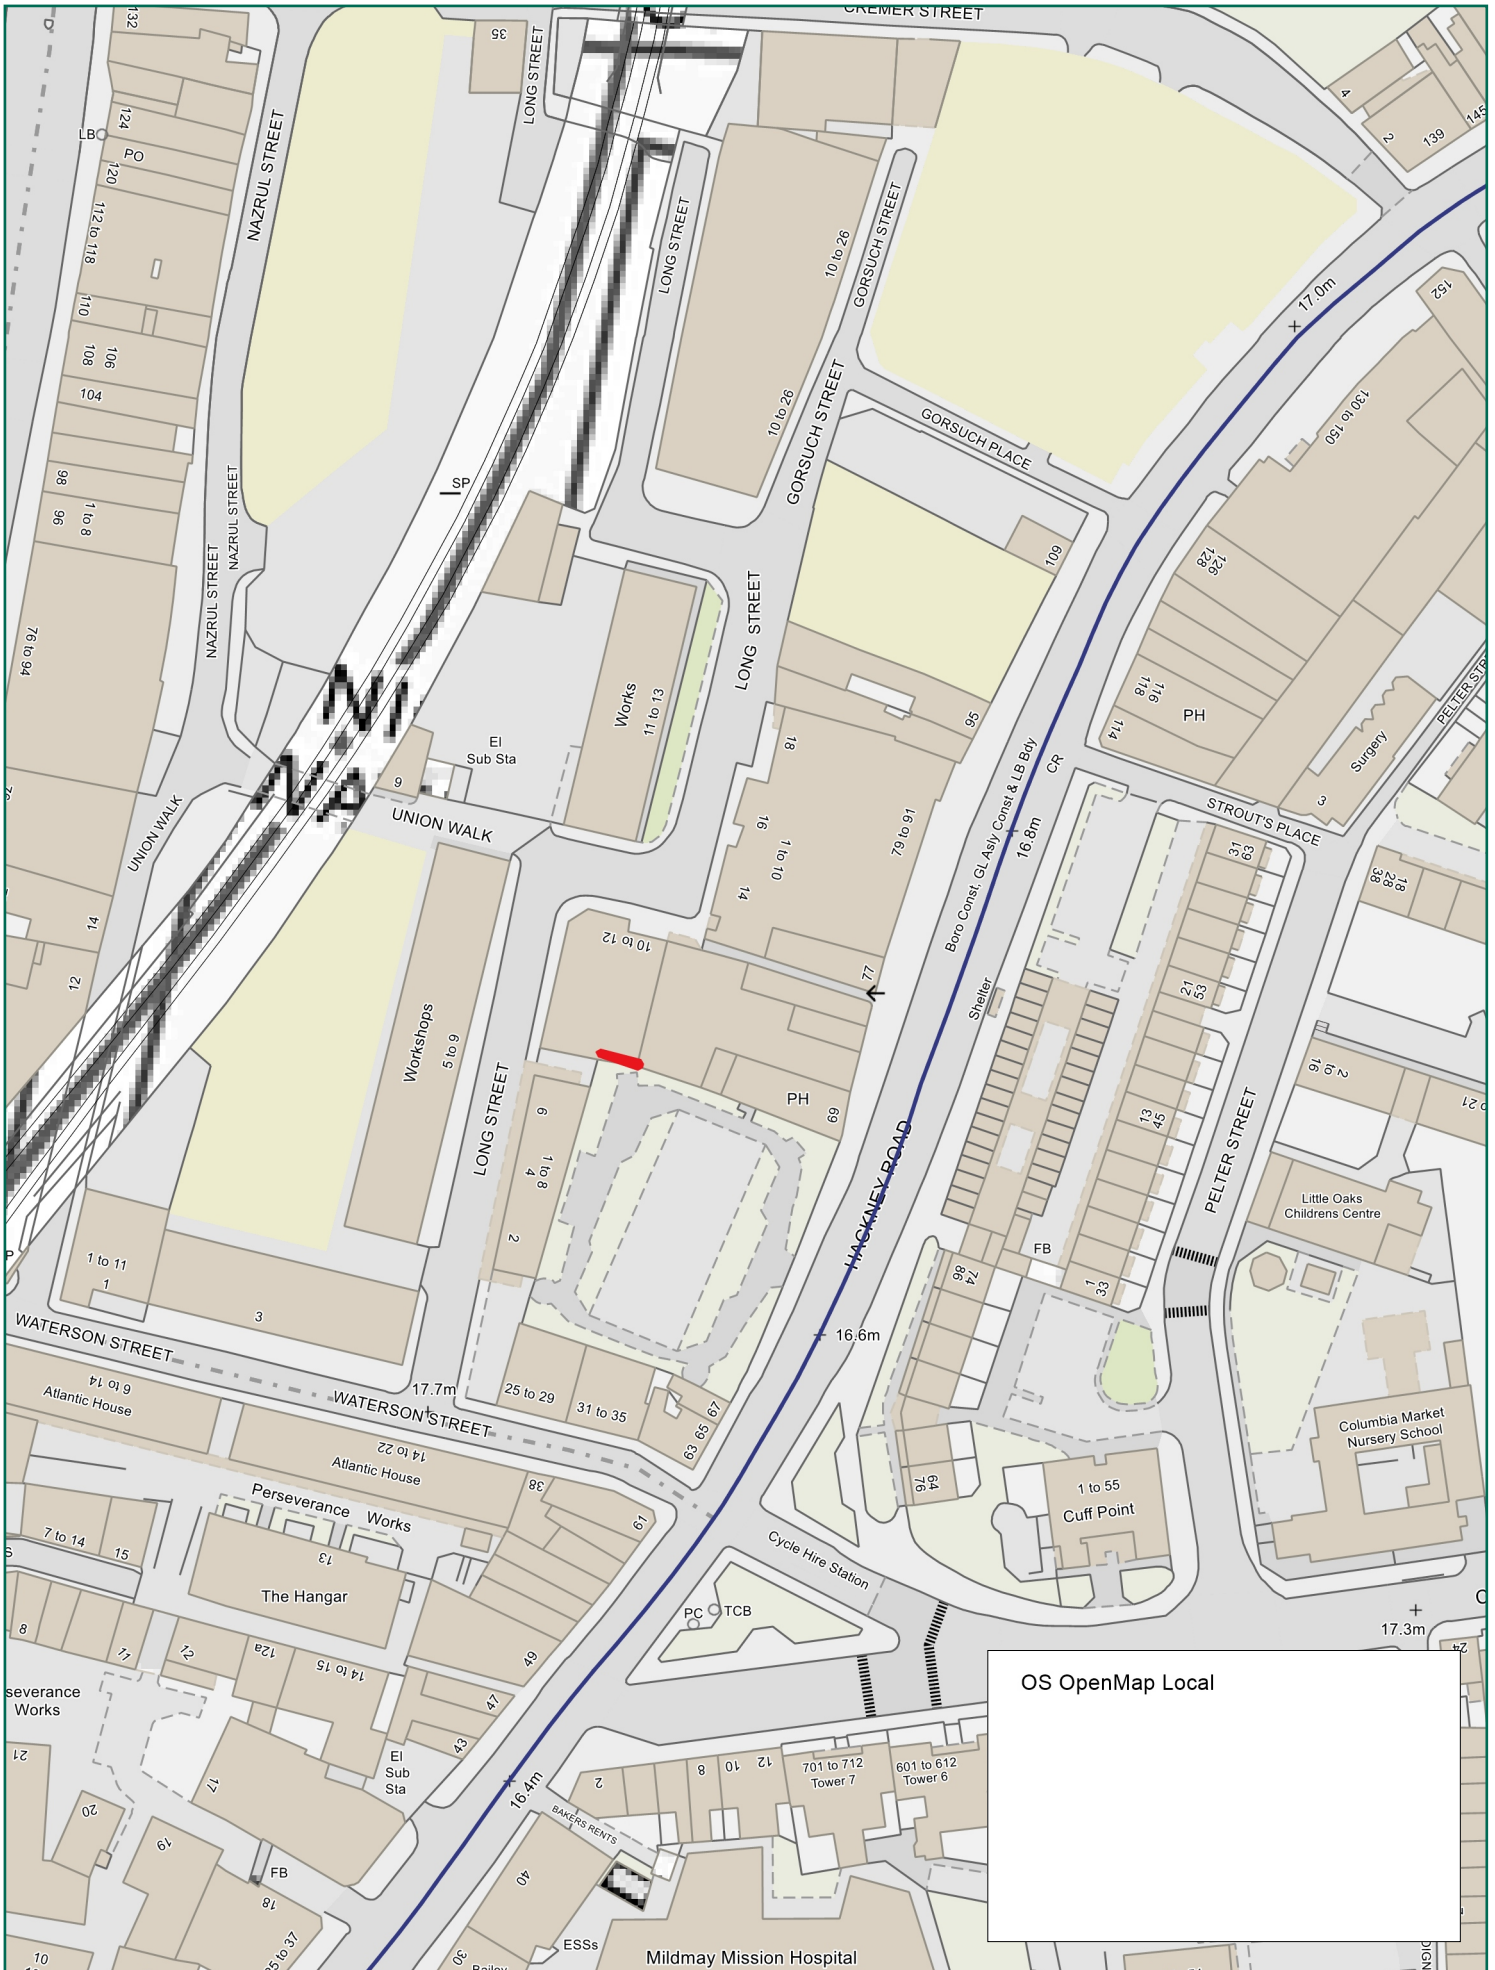 CREMER STREET
132
35
LONG STREET
124
LB
PO
120
NAZRUL STREET
112 to 118
110
108
106
104
98
96
1 to 8
NAZRUL STREET
NAZRUL STREET
76 to 94
SP
LONG STREET
10 to 26
10 to 26
GORSUCH STREET
GORSUCH STREET
GORSUCH PLACE
4
2
139
145
17.0m
152
130 to 150
109
126
128
LONG STREET
Works
11 to 13
El
Sub Sta
9
UNION WALK
UNION WALK
18
95
16
1 to 10
14
79 to 91
Boro Const, GL Asly Const & LB Bdy
CR
16.8m
116
118
PH
114
Surgery
3
PELTER STR
STROUT'S PLACE
31
63
18
28
38
14
12
10 to 12
77
Shelter
21
53
Workshops
5 to 9
LONG STREET
PH
69
6
1 to 8
4
2
HACKNEY ROAD
13
45
2 to 16
PELTER STREET
Little Oaks
Childrens Centre
FB
1
33
74
86
1 to 11
1
3
WATERSON STREET
16.6m
17.7m
WATERSON STREET
25 to 29
31 to 35
67
65
63
6 to 14
Atlantic House
14 to 22
Atlantic House
38
61
Perseverance Works
7 to 14
15
13
The Hangar
Columbia Market
Nursery School
64
76
1 to 55
Cuff Point
Cycle Hire Station
PC
TCB
17.3m
24
8
11
12
12a
14 to 15
49
47
43
severance
Works
El
Sub
Sta
21
20
17
19
FB
18
16.4m
BAKERS RENTS
2
8
10
12
701 to 712
Tower 7
601 to 612
Tower 6
40
30
ESSs
Mildmay Mission Hospital
10
OS OpenMap Local